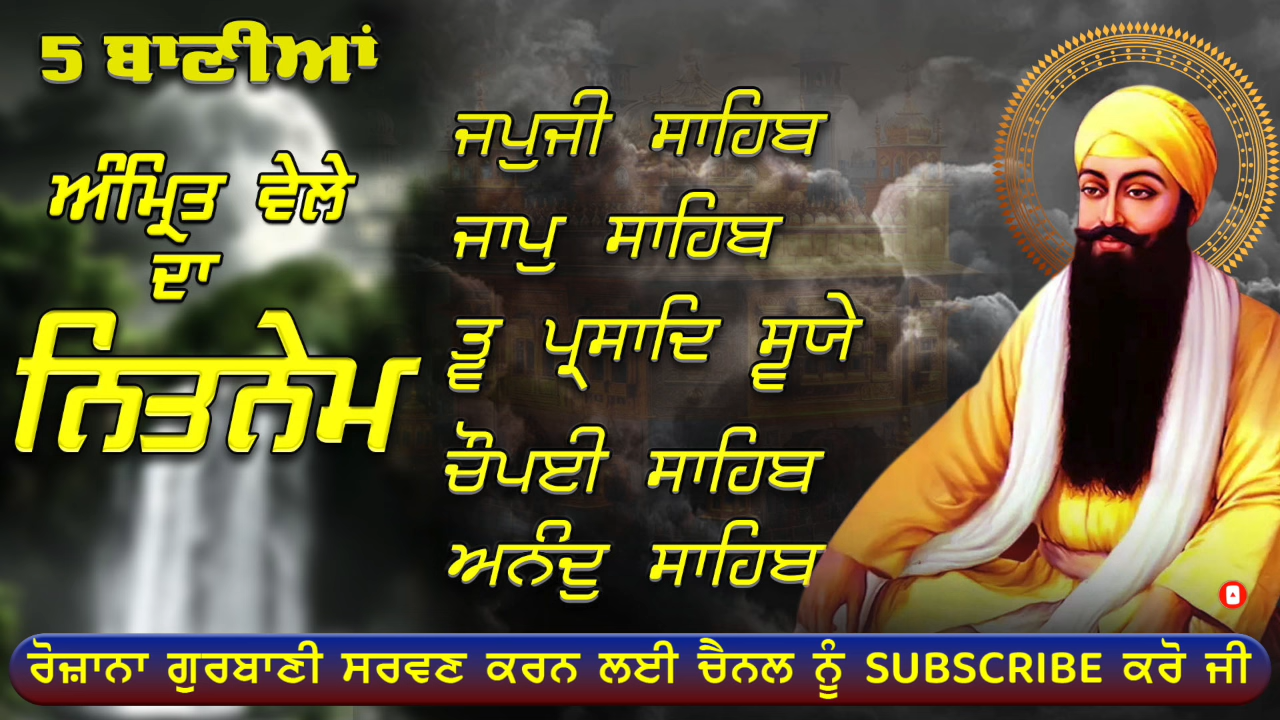 5 ਬਾਣੀਆਂ
ਅੰਮ੍ਰਿਤ ਵੇਲੇ
ਦਾ
ਨਿਤਨੇਮ
ਜਪੁਜੀ ਸਾਹਿਬ
ਜਾਪੁ ਸਾਹਿਬ
ਤ੍ਵ ਪ੍ਰਸਾਦਿ ਸ੍ਵਯੇ
ਚੌਪਈ ਸਾਹਿਬ
ਅਨੰਦੁ ਸਾਹਿਬ
ਰੋਜ਼ਾਨਾ ਗੁਰਬਾਣੀ ਸਰਵਣ ਕਰਨ ਲਈ ਚੈਨਲ ਨੂੰ SUBSCRIBE ਕਰੋ ਜੀ